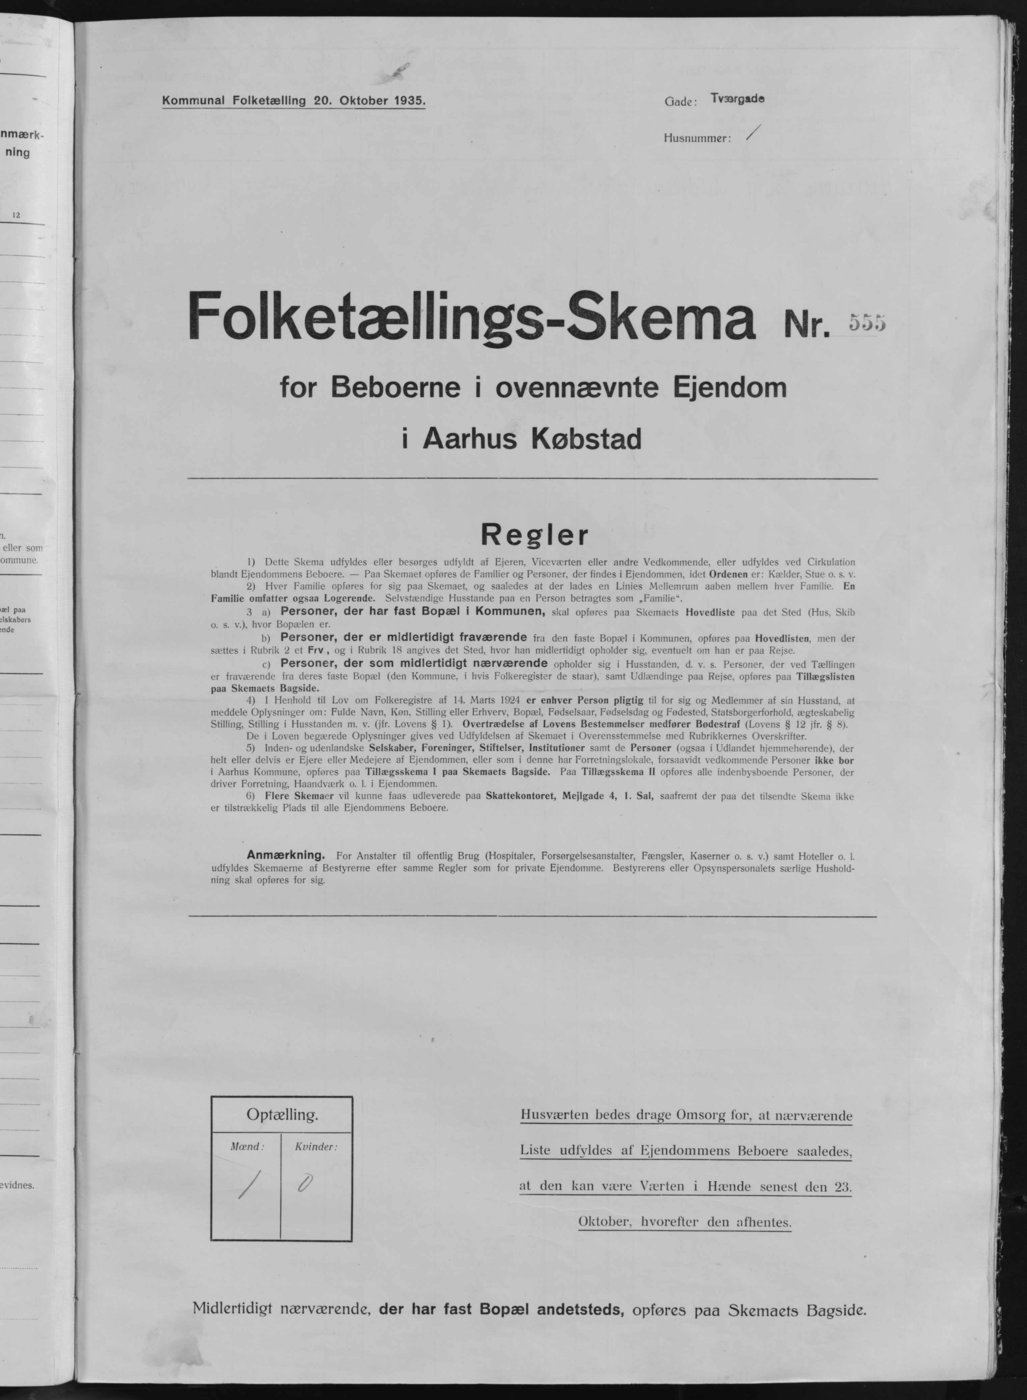 Kommunal Folketælling 20. Oktober 1935.
Gade: Tværgade
Husnummer: 1
nmærk-
ning
12
Folketællings-Skema Nr. 555
for Beboerne i ovennævnte Ejendom
i Aarhus Købstad
Regler
1) Dette Skema udfyldes eller besørges udfyldt af Ejeren, Viceværten eller andre Vedkommende, eller udfyldes ved Cirkulation
blandt Ejendommens Beboere. — Paa Skemaet opføres de Familier og Personer, der findes i Ejendommen, idet Ordenen er: Kælder, Stue o. s. v.
2) Hver Familie opføres for sig paa Skemaet, og saaledes at der lades en Linies Mellemrum aaben mellem hver Familie. En
Familie omfatter ogsaa Logerende. Selvstændige Husstande paa en Person betragtes som „Familie“.
3 a) Personer, der har fast Bopæl i Kommunen, skal opføres paa Skemaets Hovedliste paa det Sted (Hus, Skib
o. s. v.), hvor Bopælen er.
b) Personer, der er midlertidigt fraværende fra den faste Bopæl i Kommunen, opføres paa Hovedlisten, men der
sættes i Rubrik 2 et Frv., og i Rubrik 18 angives det Sted, hvor han midlertidigt opholder sig, eventuelt om han er paa Rejse.
c) Personer, der som midlertidigt nærværende opholder sig i Husstanden, d. v. s. Personer, der ved Tællingen
er fraværende fra deres faste Bopæl (den Kommune, i hvis Folkeregister de staar), samt Udlændinge paa Rejse, opføres paa Tillægslisten
paa Skemaets Bagside.
4) I Henhold til Lov om Folkeregistre af 14. Marts 1924 er enhver Person pligtig til for sig og Medlemmer af sin Husstand, at
meddele Oplysninger om: Fulde Navn, Køn, Stilling eller Erhverv, Bopæl, Fødselsaar, Fødselsdag og Fødested, Statsborgerforhold, ægteskabelig
Stilling, Stilling i Husstanden m. v. (jfr. Lovens § 1). Overtrædelse af Lovens Bestemmelser medfører Bødestraf (Lovens § 12 jfr. § 8).
De i Loven begærede Oplysninger gives ved Udfyldelsen af Skemaet i Overensstemmelse med Rubrikkernes Overskrifter.
5) Inden- og udenlandske Selskaber, Foreninger, Stiftelser, Institutioner samt de Personer (ogsaa i Udlandet hjemmehørende), der
helt eller delvis er Ejere eller Medejere af Ejendommen, eller som i denne har Forretningslokale, forsaavidt vedkommende Personer ikke bor
i Aarhus Kommune, opføres paa Tillægsskema I paa Skemaets Bagside. Paa Tillægsskema II opføres alle indenbysboende Personer, der
driver Forretning, Haandværk o. l. i Ejendommen.
6) Flere Skemaer vil kunne faas udleverede paa Skattekontoret, Mejlgade 4, 1. Sal, saafremt der paa det tilsendte Skema ikke
er tilstrækkelig Plads til alle Ejendommens Beboere.
Anmærkning. For Anstalter til offentlig Brug (Hospitaler, Forsørgelsesanstalter, Fængsler, Kaserner o. s. v.) samt Hoteller o. l.
udfyldes Skemaerne af Bestyrerne efter samme Regler som for private Ejendomme. Bestyrerens eller Opsynspersonalets særlige Hushold-
ning skal opføres for sig.
n.
eller som
ommune.
æl paa
elskabers
ende
evidnes.
Optælling.
Mænd: Kvinder:
1 0
Husværten bedes drage Omsorg for, at nærværende
Liste udfyldes af Ejendommens Beboere saaledes,
at den kan være Værten i Hænde senest den 23.
Oktober, hvorefter den afhentes.
Midlertidigt nærværende, der har fast Bopæl andetsteds, opføres paa Skemaets Bagside.